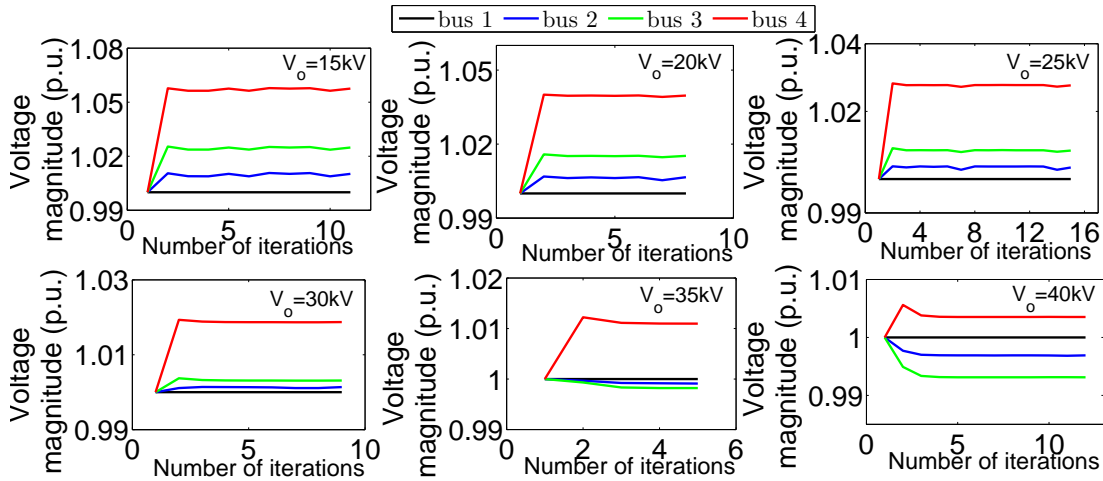 bus 1 bus 2 bus 3 bus 4
Voltage
magnitude (p.u.)
1.08
1.06
1.04
1.02
0.99
0 5 10
Number of iterations
V_o=15kV
Voltage
magnitude (p.u.)
1.05
1.02
0.99
0 5 10
Number of iterations
V_o=20kV
Voltage
magnitude (p.u.)
1.04
1.02
0.99
0 4 8 12 16
Number of iterations
V_o=25kV
Voltage
magnitude (p.u.)
1.03
1.01
0.99
0 5 10
Number of iterations
V_o=30kV
Voltage
magnitude (p.u.)
1.02
1.01
1
0.99
0 2 4 6
Number of iterations
V_o=35kV
Voltage
magnitude (p.u.)
1.01
1
0.99
0 5 10
Number of iterations
V_o=40kV